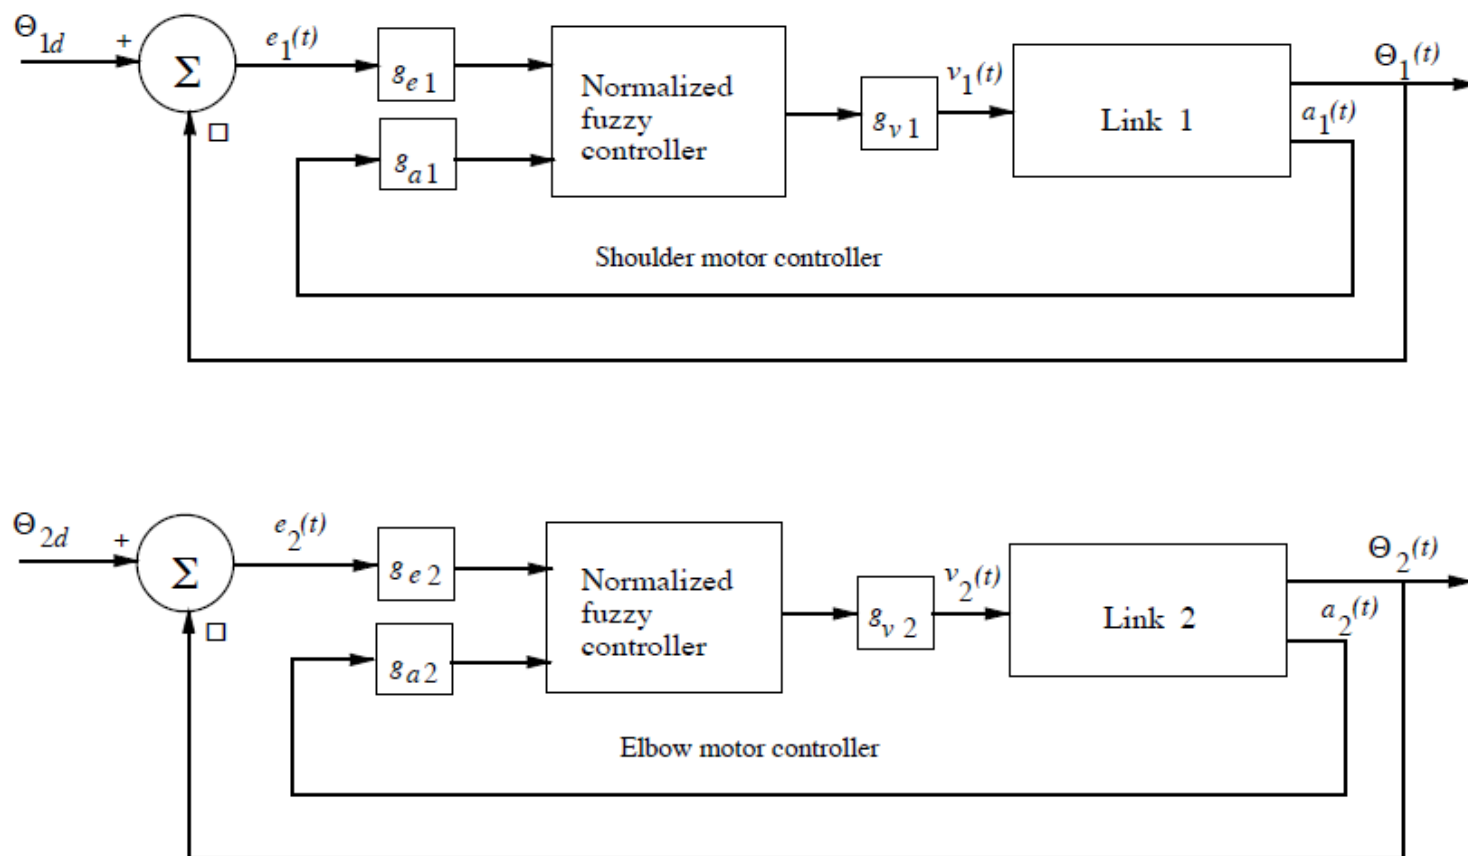 Θ1d + Σ e1(t) □
ge1
ga1
Normalized
fuzzy
controller
gv1
v1(t)
Link 1
Θ1(t)
a1(t)
Shoulder motor controller
Θ2d + Σ e2(t) □
ge2
ga2
Normalized
fuzzy
controller
gv2
v2(t)
Link 2
Θ2(t)
a2(t)
Elbow motor controller